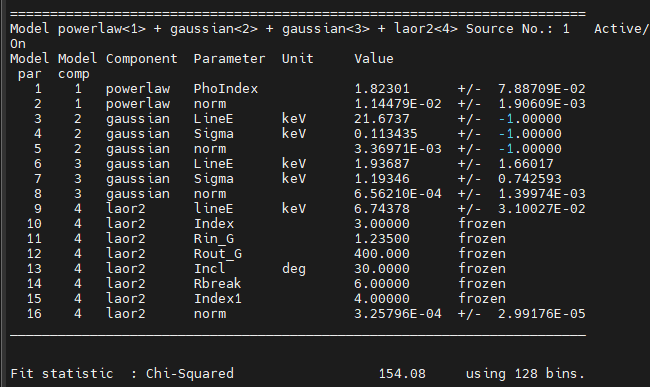 ========================================================================
Model powerlaw<1> + gaussian<2> + gaussian<3> + laor2<4> Source No.: 1   Active/
On
Model Model Component  Parameter  Unit     Value
 par  comp
   1    1   powerlaw   PhoIndex            1.82301      +/-  7.88709E-02
   2    1   powerlaw   norm                1.14479E-02  +/-  1.90609E-03
   3    2   gaussian   LineE      keV      21.6737      +/-  -1.00000
   4    2   gaussian   Sigma      keV      0.113435     +/-  -1.00000
   5    2   gaussian   norm                3.36971E-03  +/-  -1.00000
   6    3   gaussian   LineE      keV      1.93687      +/-  1.66017
   7    3   gaussian   Sigma      keV      1.19346      +/-  0.742593
   8    3   gaussian   norm                6.56210E-04  +/-  1.39974E-03
   9    4   laor2      lineE      keV      6.74378      +/-  3.10027E-02
  10    4   laor2      Index               3.00000      frozen
  11    4   laor2      Rin_G               1.23500      frozen
  12    4   laor2      Rout_G              400.000      frozen
  13    4   laor2      Incl       deg      30.0000      frozen
  14    4   laor2      Rbreak              6.00000      frozen
  15    4   laor2      Index1              4.00000      frozen
  16    4   laor2      norm                3.25796E-04  +/-  2.99176E-05
________________________________________________________________________
Fit statistic  : Chi-Squared                  154.08     using 128 bins.